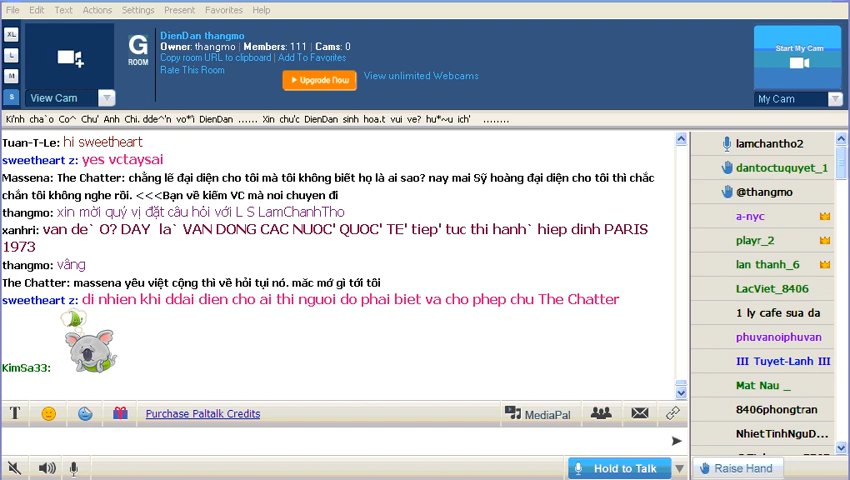 File Edit Text Actions Settings Present Favorites Help
XL
L
M
S
View Cam
G
ROOM
DienDan thangmo
Owner: thangmo | Members: 111 | Cams: 0
Copy room URL to clipboard | Add To Favorites
Rate This Room
Upgrade Now
View unlimited Webcams
Start My Cam
My Cam
Ki'nh cha`o Co^ Chu' Anh Chi. dde^'n vo*'i DienDan ...... Xin chu'c DienDan sinh hoa.t vui ve? hu*~u ich' ........
Tuan-T-Le: hi sweetheart
sweetheart z: yes vctaysai
Massena: The Chatter: chẳng lẽ đại diện cho tôi mà tôi không biết họ là ai sao? nay mai Sỹ hoàng đại diện cho tôi thì chắc
chắn tôi không nghe rồi. <<<Bạn về kiếm VC mà noi chuyen đi
thangmo: xin mời quý vị đặt câu hỏi với L S LamChanhTho
xanhri: van de` O? DAY la` VAN DONG CAC NUOC' QUOC' TE' tiep' tuc thi hanh` hiep dinh PARIS
1973
thangmo: vâng
The Chatter: massena yêu việt cộng thì về hỏi tụi nó. mắc mớ gì tới tôi
sweetheart z: di nhien khi ddai dien cho ai thi nguoi do phai biet va cho phep chu The Chatter
KimSa33:
T
Purchase Paltalk Credits
MediaPal
Hold to Talk
lamchantho2
dantoctuquyet_1
@thangmo
a-nyc
playr_2
lan thanh_6
LacViet_8406
1 ly cafe sua da
phuvanoiphuvan
III Tuyet-Lanh III
Mat Nau _
8406phongtran
NhietTinhNguD...
Raise Hand